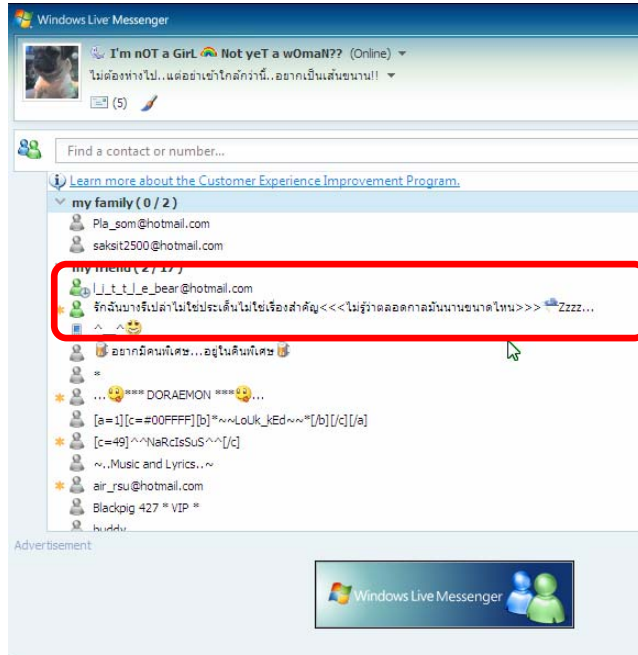 Windows Live Messenger
I'm nOT a GirL Not yeT a wOmaN?? (Online)
ไม่ต้องห่างไป..แต่อย่าเข้าใกล้กว่านี้..อยากเป็นเส้นขนาน!!
(5)
Find a contact or number...
Learn more about the Customer Experience Improvement Program.
my family ( 0 / 2 )
Pla_som@hotmail.com
saksit2500@hotmail.com
my friend ( 2 / 17 )
l_i_t_t_l_e_bear@hotmail.com
รักฉันบางรึเปล่าไม่ใช่ประเด็นไม่ใช่เรื่องสำคัญ<<<ไม่รู้ว่าตลอดกาลมันนานขนาดไหน>>> Zzzz...
^__^
อยากมีคนพิเศษ...อยู่ในคืนพิเศษ
*
...*** DORAEMON ***...
[a=1][c=#00FFFF][b]*~~LoUk_kEd~~*[/b][/c][/a]
[c=49]^^NaRcIsSuS^^[/c]
~..Music and Lyrics..~
air_rsu@hotmail.com
Blackpig 427 * VIP *
buddy
Advertisement
Windows Live Messenger